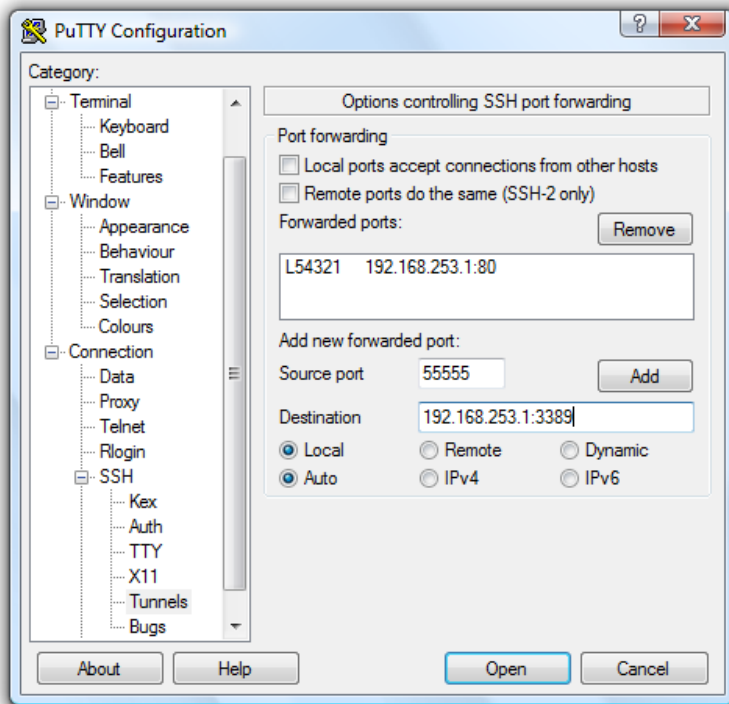 PuTTY Configuration
?
X
Category:
Terminal
Keyboard
Bell
Features
Window
Appearance
Behaviour
Translation
Selection
Colours
Connection
Data
Proxy
Telnet
Rlogin
SSH
Kex
Auth
TTY
X11
Tunnels
Bugs
Options controlling SSH port forwarding
Port forwarding
Local ports accept connections from other hosts
Remote ports do the same (SSH-2 only)
Forwarded ports: Remove
L54321 192.168.253.1:80
Add new forwarded port:
Source port 55555 Add
Destination 192.168.253.1:3389
Local Remote Dynamic
Auto IPv4 IPv6
About Help Open Cancel